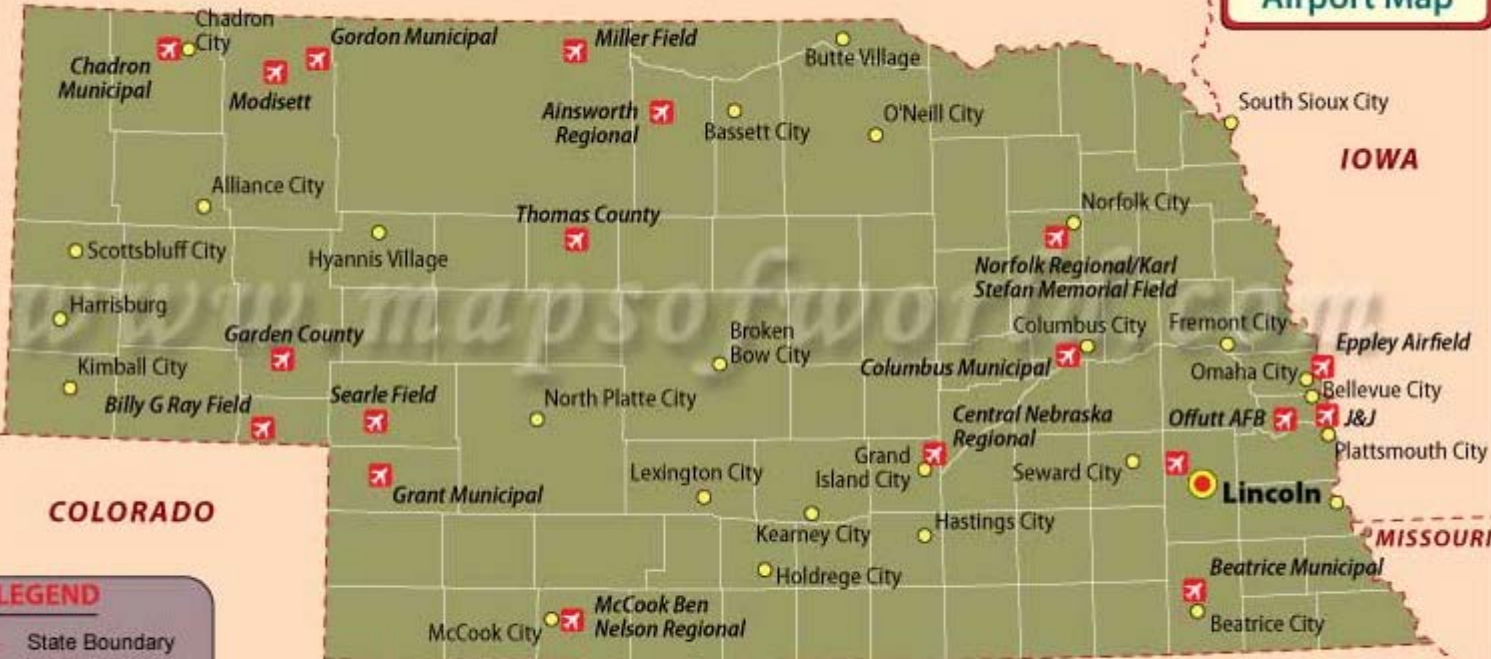 Airport Map
Chadron
City
Chadron
Municipal
Modisett
Gordon Municipal
Miller Field
Ainsworth
Regional
Bassett City
Butte Village
O'Neill City
South Sioux City
IOWA
Alliance City
Scottsbluff City
Hyannis Village
Thomas County
Norfolk City
Norfolk Regional/Karl
Stefan Memorial Field
www.mapsofworld.com
Harrisburg
Kimball City
Garden County
Billy G Ray Field
Searle Field
North Platte City
Broken
Bow City
Columbus City
Columbus Municipal
Fremont City
Eppley Airfield
Omaha City
Bellevue City
Offutt AFB
J&J
Plattsmouth City
Central Nebraska
Regional
Grand
Island City
Seward City
Lincoln
Grant Municipal
Lexington City
Kearney City
Hastings City
Holdrege City
COLORADO
MISSOURI
Beatrice Municipal
Beatrice City
McCook City
McCook Ben
Nelson Regional
LEGEND
State Boundary